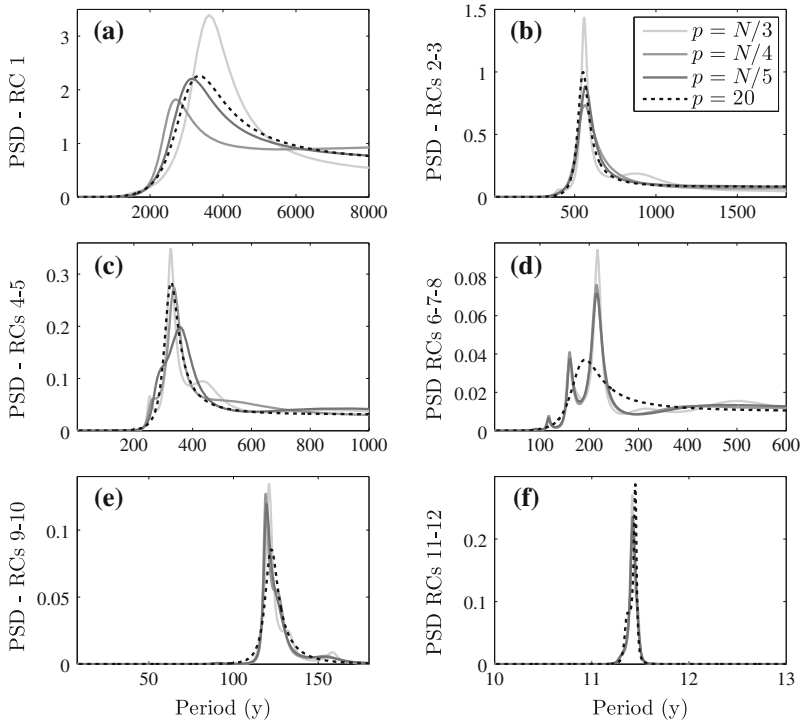 (a)
PSD - RC 1
3
2
1
0
2000 4000 6000 8000
(b)
PSD - RCs 2-3
1.5
1.0
0.5
0
500 1000 1500
p = N/3
p = N/4
p = N/5
p = 20
(c)
PSD - RCs 4-5
0.3
0.2
0.1
0
200 400 600 800 1000
(d)
PSD RCs 6-7-8
0.08
0.06
0.04
0.02
0
100 200 300 400 500 600
(e)
PSD - RCs 9-10
0.1
0.05
0
50 100 150
Period (y)
(f)
PSD RCs 11-12
0.2
0.1
0
10 11 12 13
Period (y)